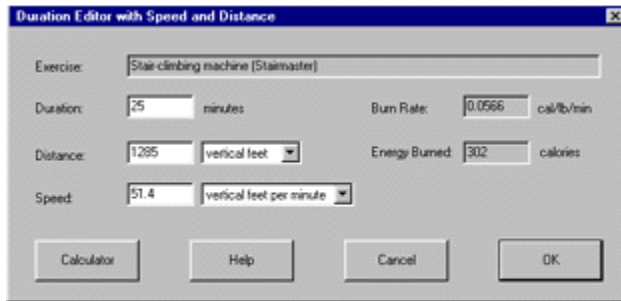 Duration Editor with Speed and Distance
Exercise: Stair-climbing machine (Stairmaster)
Duration: 25 minutes Burn Rate: 0.0566 cal/lb/min
Distance: 1285 vertical feet Energy Burned: 302 calories
Speed: 51.4 vertical feet per minute
Calculator Help Cancel OK